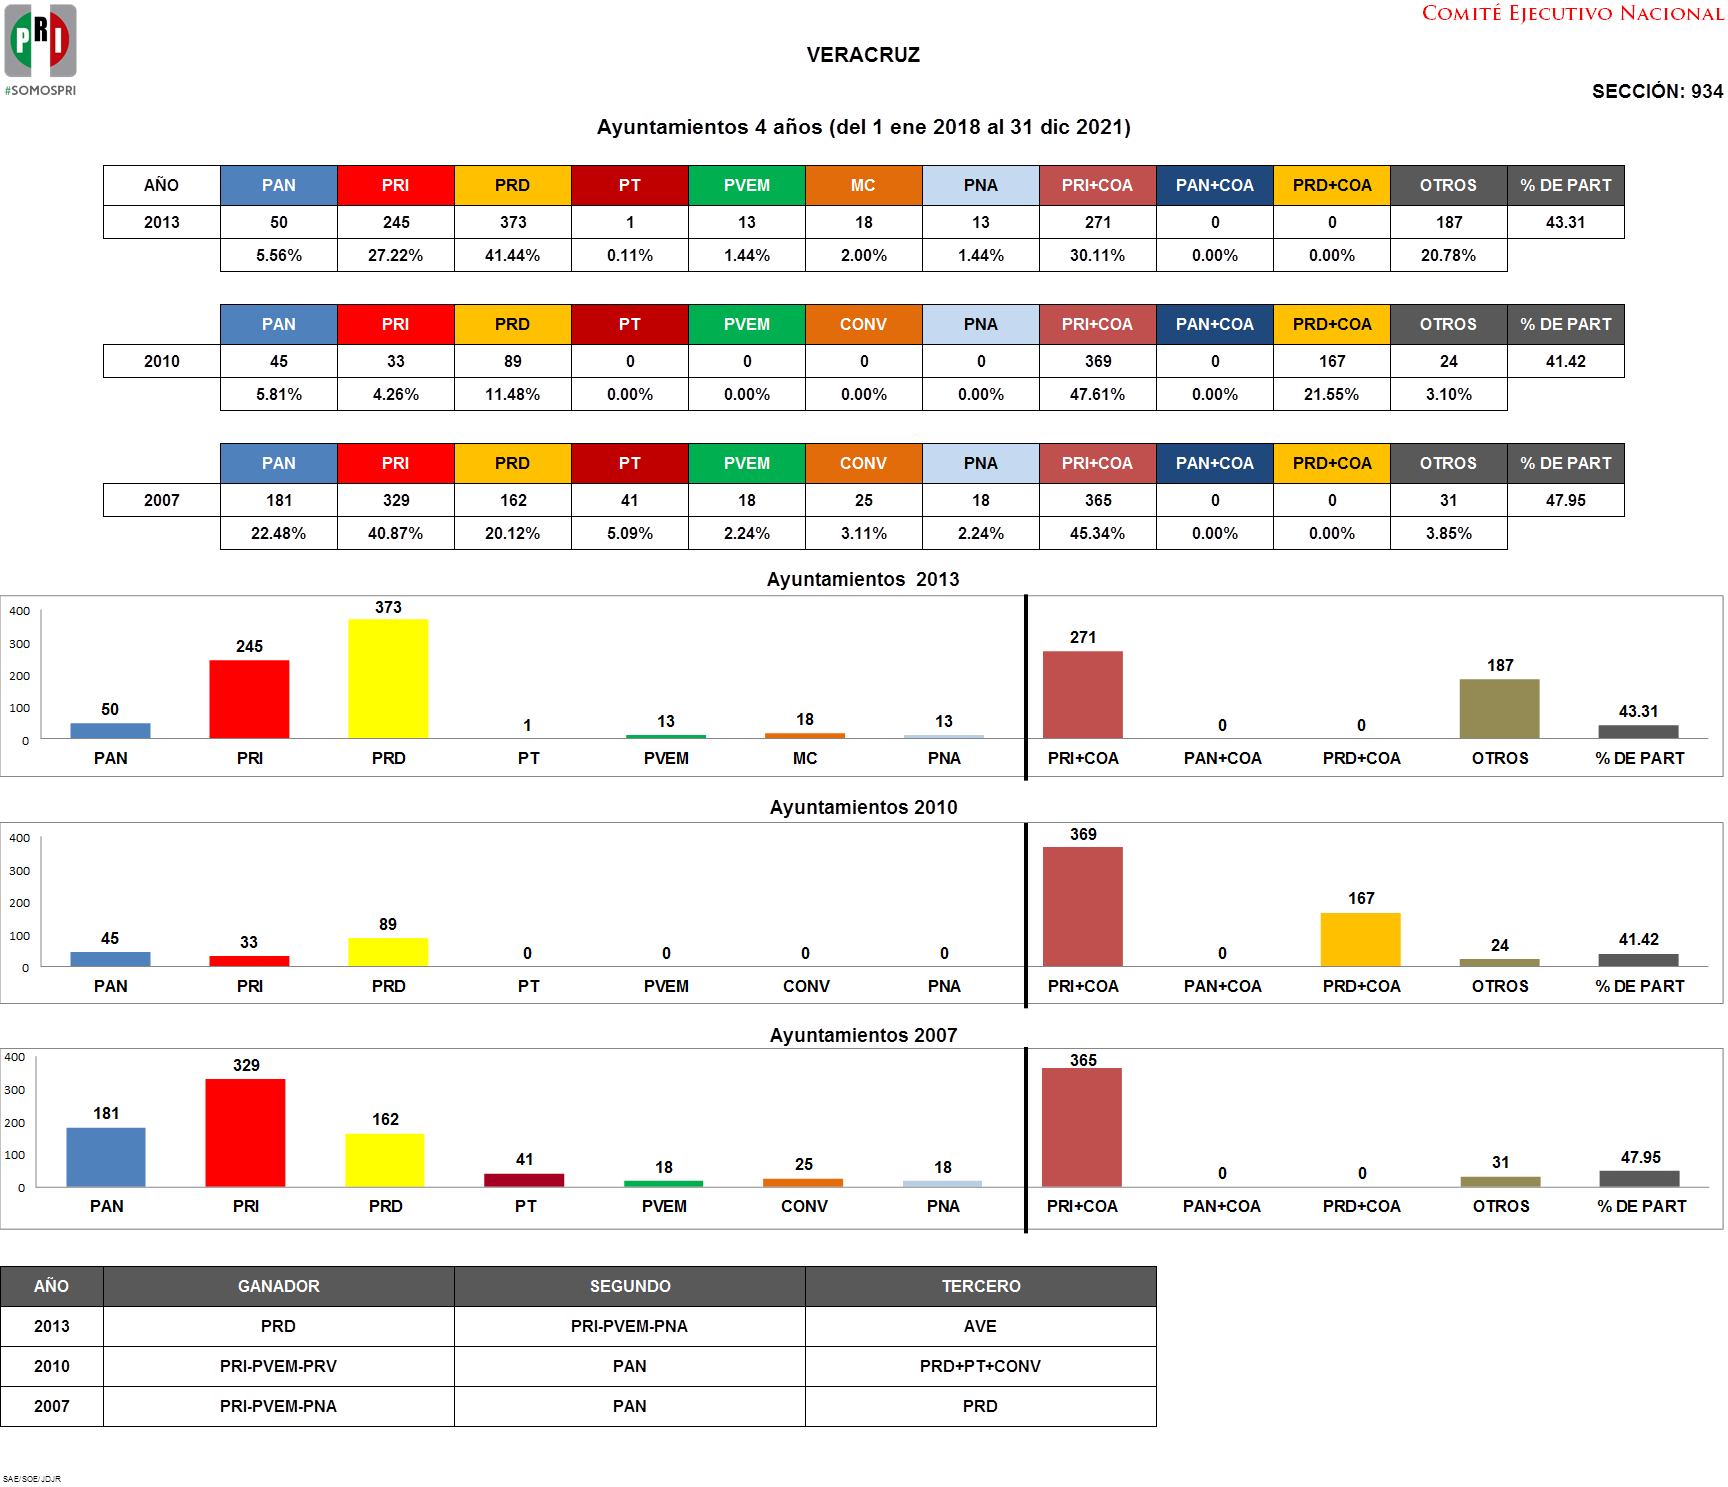 COMITÉ EJECUTIVO NACIONAL
PRI
#SOMOSPRI
VERACRUZ
SECCIÓN: 934
Ayuntamientos 4 años (del 1 ene 2018 al 31 dic 2021)
AÑO PAN PRI PRD PT PVEM MC PNA PRI+COA PAN+COA PRD+COA OTROS % DE PART
2013 50 245 373 1 13 18 13 271 0 0 187 43.31
5.56% 27.22% 41.44% 0.11% 1.44% 2.00% 1.44% 30.11% 0.00% 0.00% 20.78%
PAN PRI PRD PT PVEM CONV PNA PRI+COA PAN+COA PRD+COA OTROS % DE PART
2010 45 33 89 0 0 0 0 369 0 167 24 41.42
5.81% 4.26% 11.48% 0.00% 0.00% 0.00% 0.00% 47.61% 0.00% 21.55% 3.10%
PAN PRI PRD PT PVEM CONV PNA PRI+COA PAN+COA PRD+COA OTROS % DE PART
2007 181 329 162 41 18 25 18 365 0 0 31 47.95
22.48% 40.87% 20.12% 5.09% 2.24% 3.11% 2.24% 45.34% 0.00% 0.00% 3.85%
Ayuntamientos 2013
400
300
200
100
0
50 245 373 1 13 18 13 271 0 0 187 43.31
PAN PRI PRD PT PVEM MC PNA PRI+COA PAN+COA PRD+COA OTROS % DE PART
Ayuntamientos 2010
400
300
200
100
0
45 33 89 0 0 0 0 369 0 167 24 41.42
PAN PRI PRD PT PVEM CONV PNA PRI+COA PAN+COA PRD+COA OTROS % DE PART
Ayuntamientos 2007
400
300
200
100
0
181 329 162 41 18 25 18 365 0 0 31 47.95
PAN PRI PRD PT PVEM CONV PNA PRI+COA PAN+COA PRD+COA OTROS % DE PART
AÑO GANADOR SEGUNDO TERCERO
2013 PRD PRI-PVEM-PNA AVE
2010 PRI-PVEM-PRV PAN PRD+PT+CONV
2007 PRI-PVEM-PNA PAN PRD
SAE/SOE/JDJR